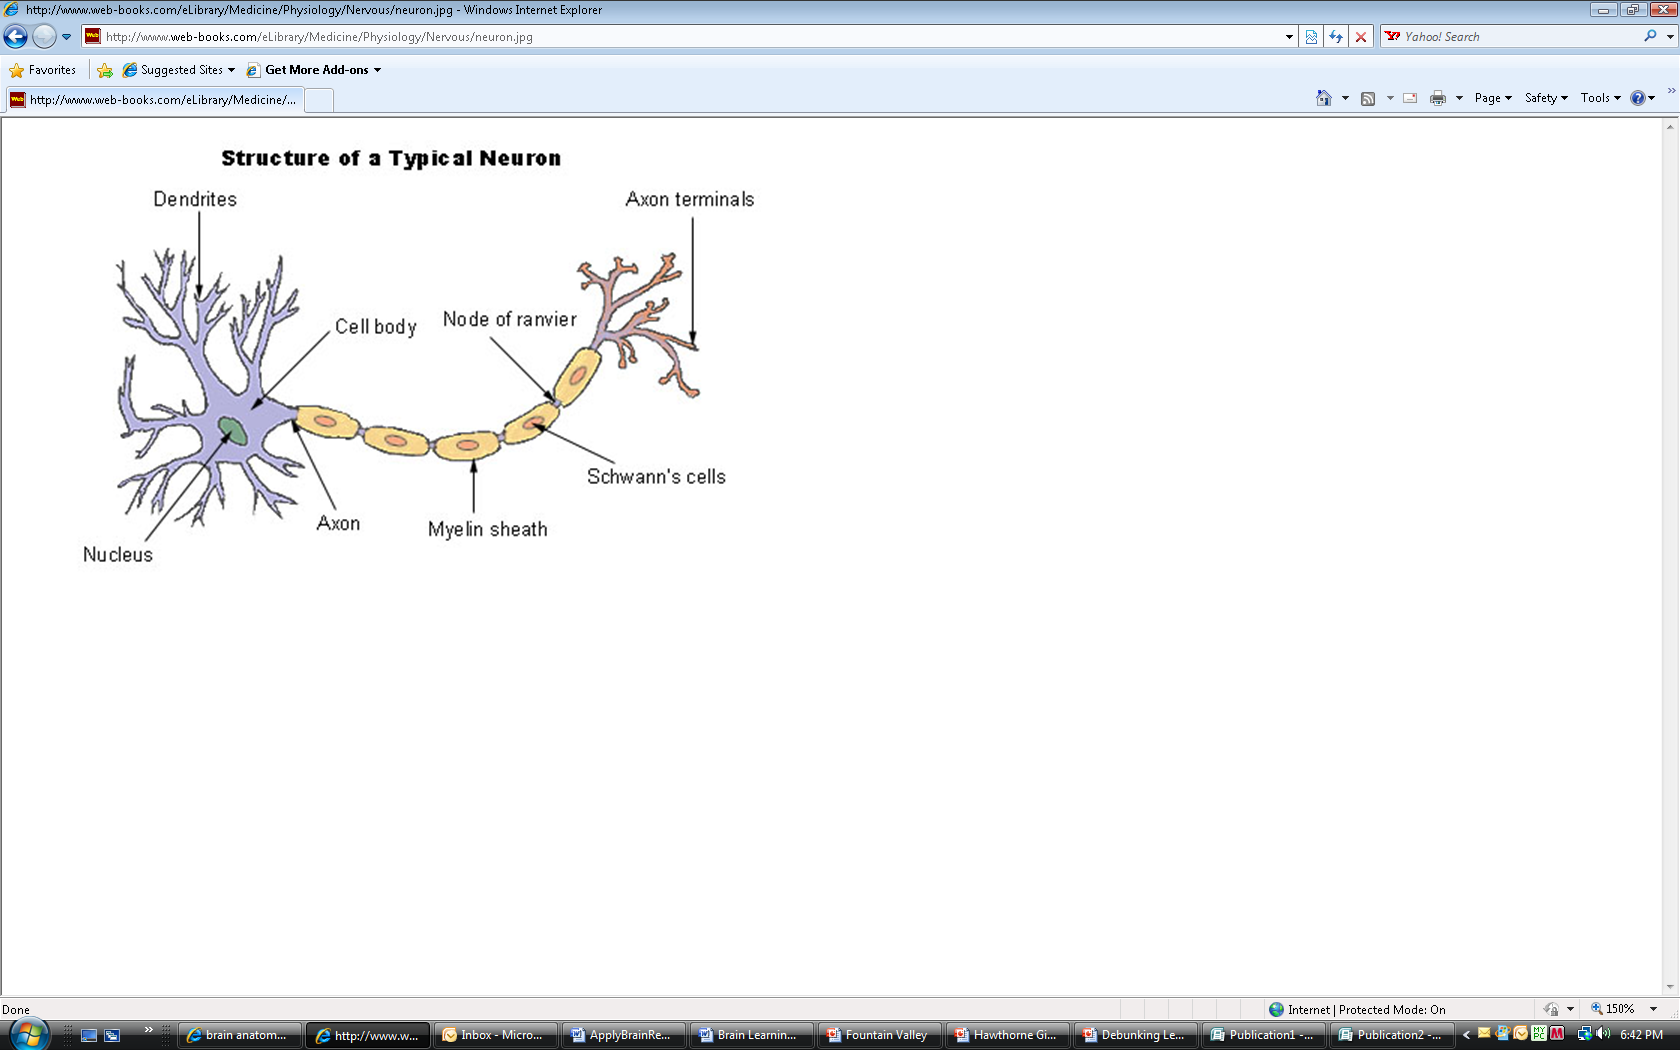 http://www.web-books.com/eLibrary/Medicine/Physiology/Nervous/neuron.jpg - Windows Internet Explorer
Web http://www.web-books.com/eLibrary/Medicine/Physiology/Nervous/neuron.jpg Yahoo! Search
Favorites Suggested Sites Get More Add-ons
Web http://www.web-books.com/eLibrary/Medicine/... Page Safety Tools
Structure of a Typical Neuron
Dendrites
Axon terminals
Cell body
Node of ranvier
Schwann's cells
Axon
Myelin sheath
Nucleus
Done Internet | Protected Mode: On 150%
brain anatom... http://www.w... Inbox - Micro... ApplyBrainRe... Brain Learnin... Fountain Valley Hawthorne Gi... Debunking Le... Publication1 -... Publication2 -... 6:42 PM